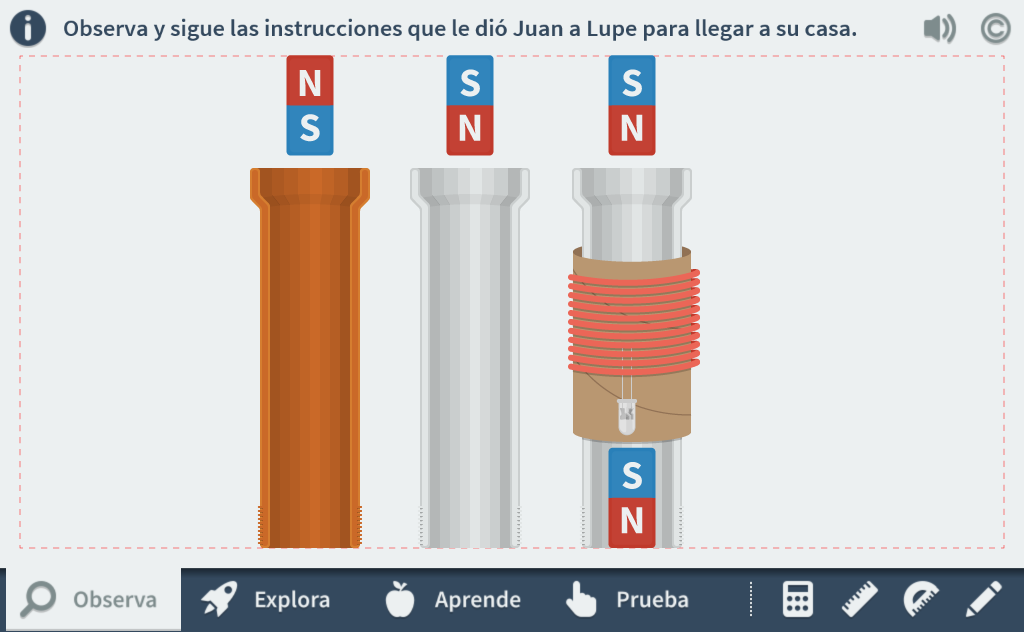 i Observa y sigue las instrucciones que le dió Juan a Lupe para llegar a su casa. ©
N S S
S N N
S
N
Observa Explora Aprende Prueba